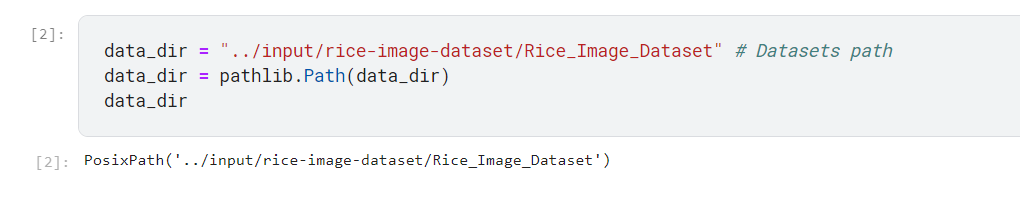 [2]:
data_dir = "../input/rice-image-dataset/Rice_Image_Dataset" # Datasets path
data_dir = pathlib.Path(data_dir)
data_dir
[2]: PosixPath('../input/rice-image-dataset/Rice_Image_Dataset')